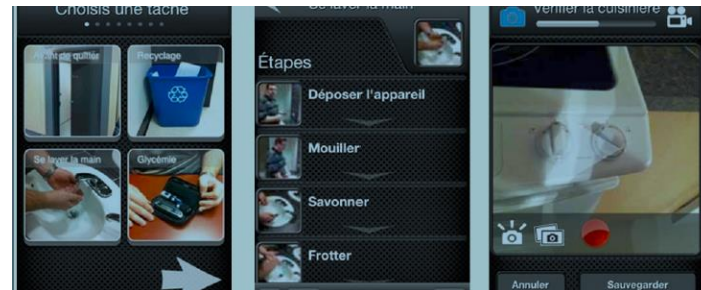 Choisis une tâche
Avant de quitter
Recyclage
Se laver la main
Glycémie
Se laver la main
Étapes
Déposer l'appareil
Mouiller
Savonner
Frotter
Vérifier la cuisinière
Annuler
Sauvegarder